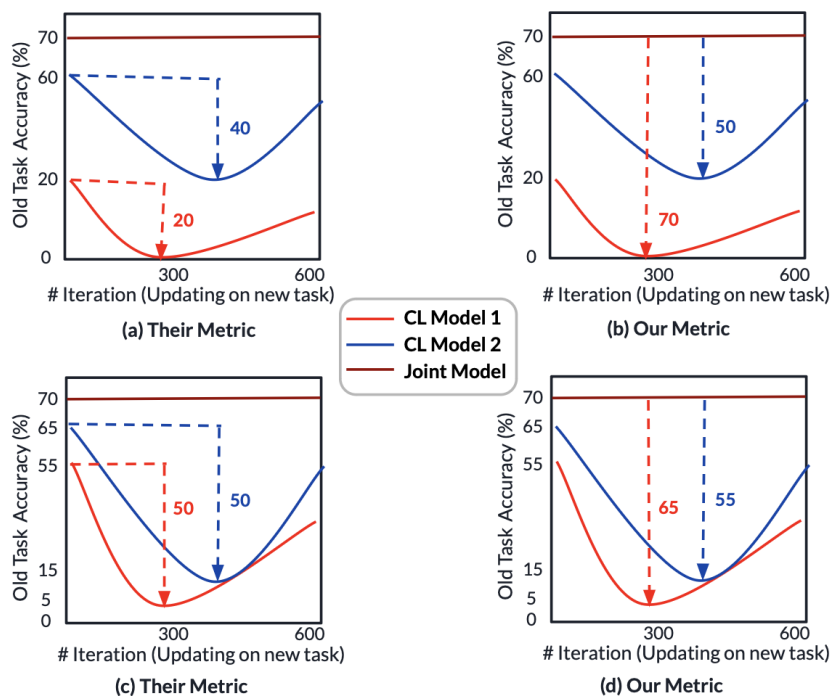 70
60
20
0
40
20
300
600
Old Task Accuracy (%)
# Iteration (Updating on new task)
(a) Their Metric
70
60
20
0
50
70
300
600
Old Task Accuracy (%)
# Iteration (Updating on new task)
(b) Our Metric
CL Model 1
CL Model 2
Joint Model
70
65
55
15
5
0
50
50
300
600
Old Task Accuracy (%)
# Iteration (Updating on new task)
(c) Their Metric
70
65
55
15
5
0
65
55
300
600
Old Task Accuracy (%)
# Iteration (Updating on new task)
(d) Our Metric